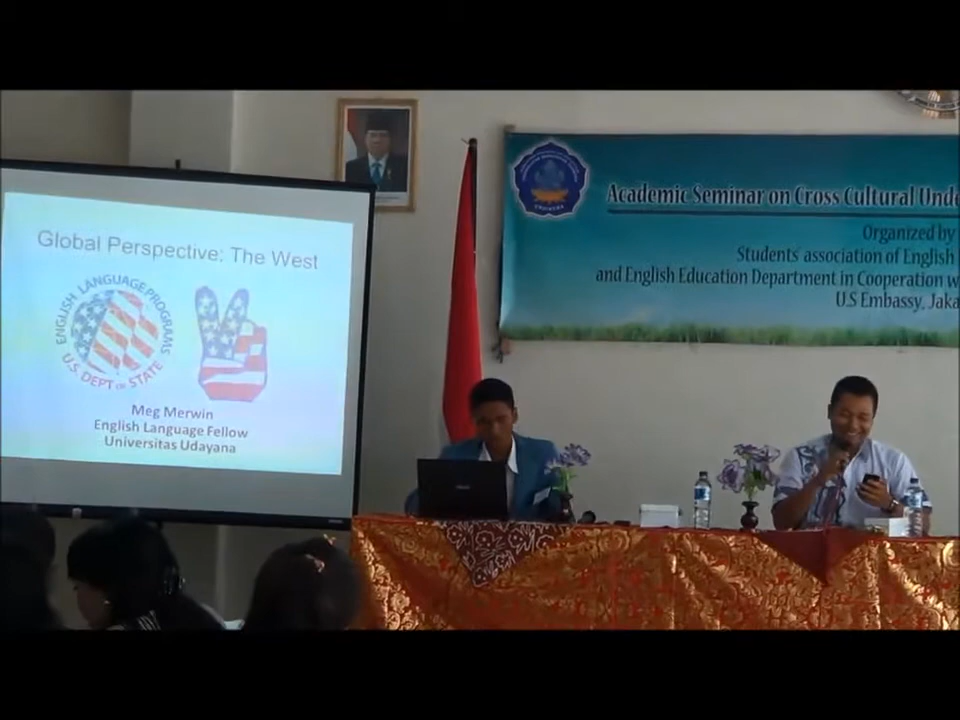 Global Perspective: The West
ENGLISH LANGUAGE PROGRAMS
U.S. DEPT OF STATE
Meg Merwin
English Language Fellow
Universitas Udayana
Academic Seminar on Cross Cultural Unde
Organized by
Students' association of English
and English Education Department in Cooperation w
U.S Embassy, Jaka